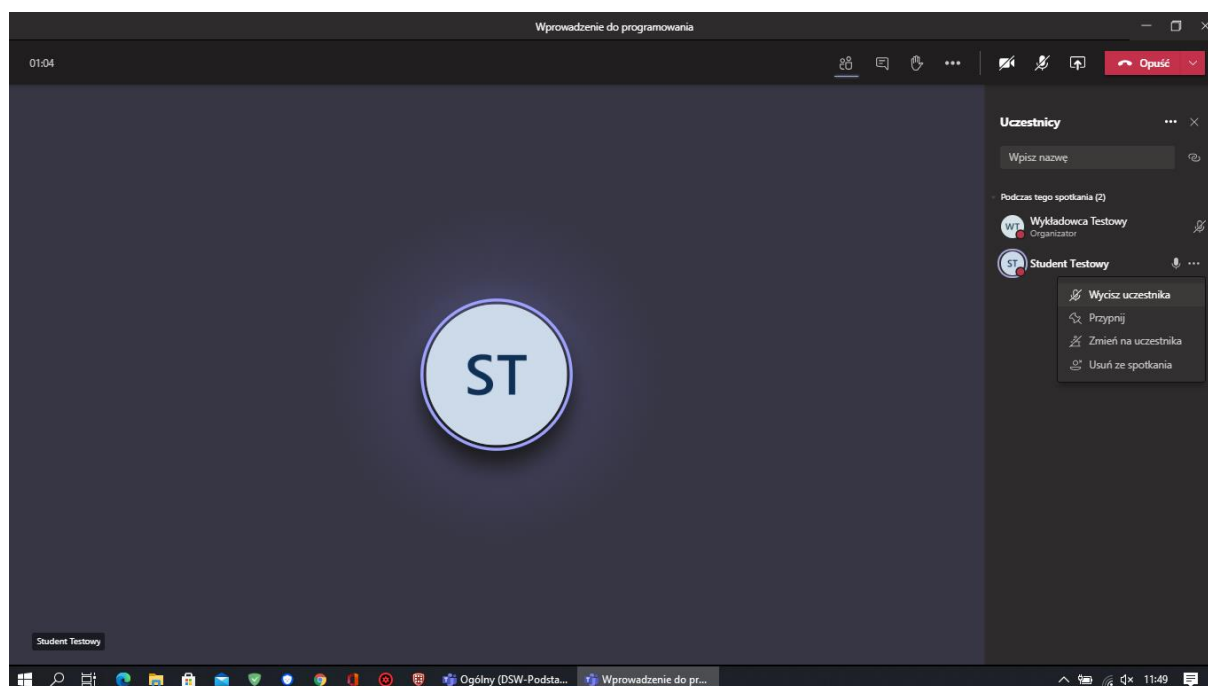 Wprowadzenie do programowania
01:04
Opuść
Uczestnicy
Wpisz nazwę
Podczas tego spotkania (2)
WT
Wykładowca Testowy
Organizator
ST
Student Testowy
Wycisz uczestnika
Przypnij
Zmień na uczestnika
Usuń ze spotkania
ST
Student Testowy
Ogólny (DSW-Podsta...
Wprowadzenie do pr...
11:49